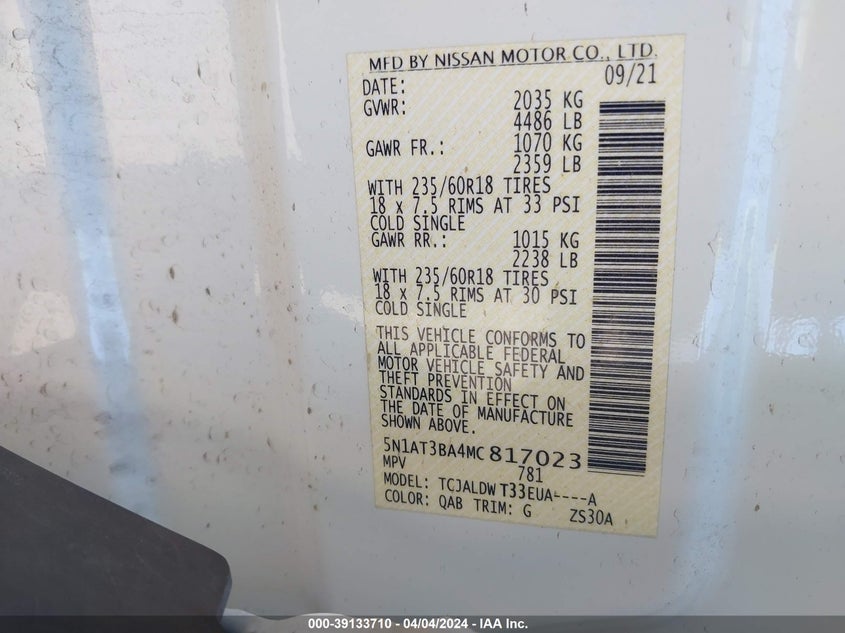 MFD BY NISSAN MOTOR CO., LTD.
DATE: 09/21
GVWR: 2035 KG
4486 LB
GAWR FR.: 1070 KG
2359 LB
WITH 235/60R18 TIRES
18 x 7.5 RIMS AT 33 PSI
COLD SINGLE
GAWR RR.: 1015 KG
2238 LB
WITH 235/60R18 TIRES
18 x 7.5 RIMS AT 30 PSI
COLD SINGLE
THIS VEHICLE CONFORMS TO
ALL APPLICABLE FEDERAL
MOTOR VEHICLE SAFETY AND
THEFT PREVENTION
STANDARDS IN EFFECT ON
THE DATE OF MANUFACTURE
SHOWN ABOVE.
5N1AT3BA4MC817023
MPV 781
MODEL: TCJALDW T33EUA----A
COLOR: QAB TRIM: G ZS30A
000-39133710 - 04/04/2024 - IAA Inc.